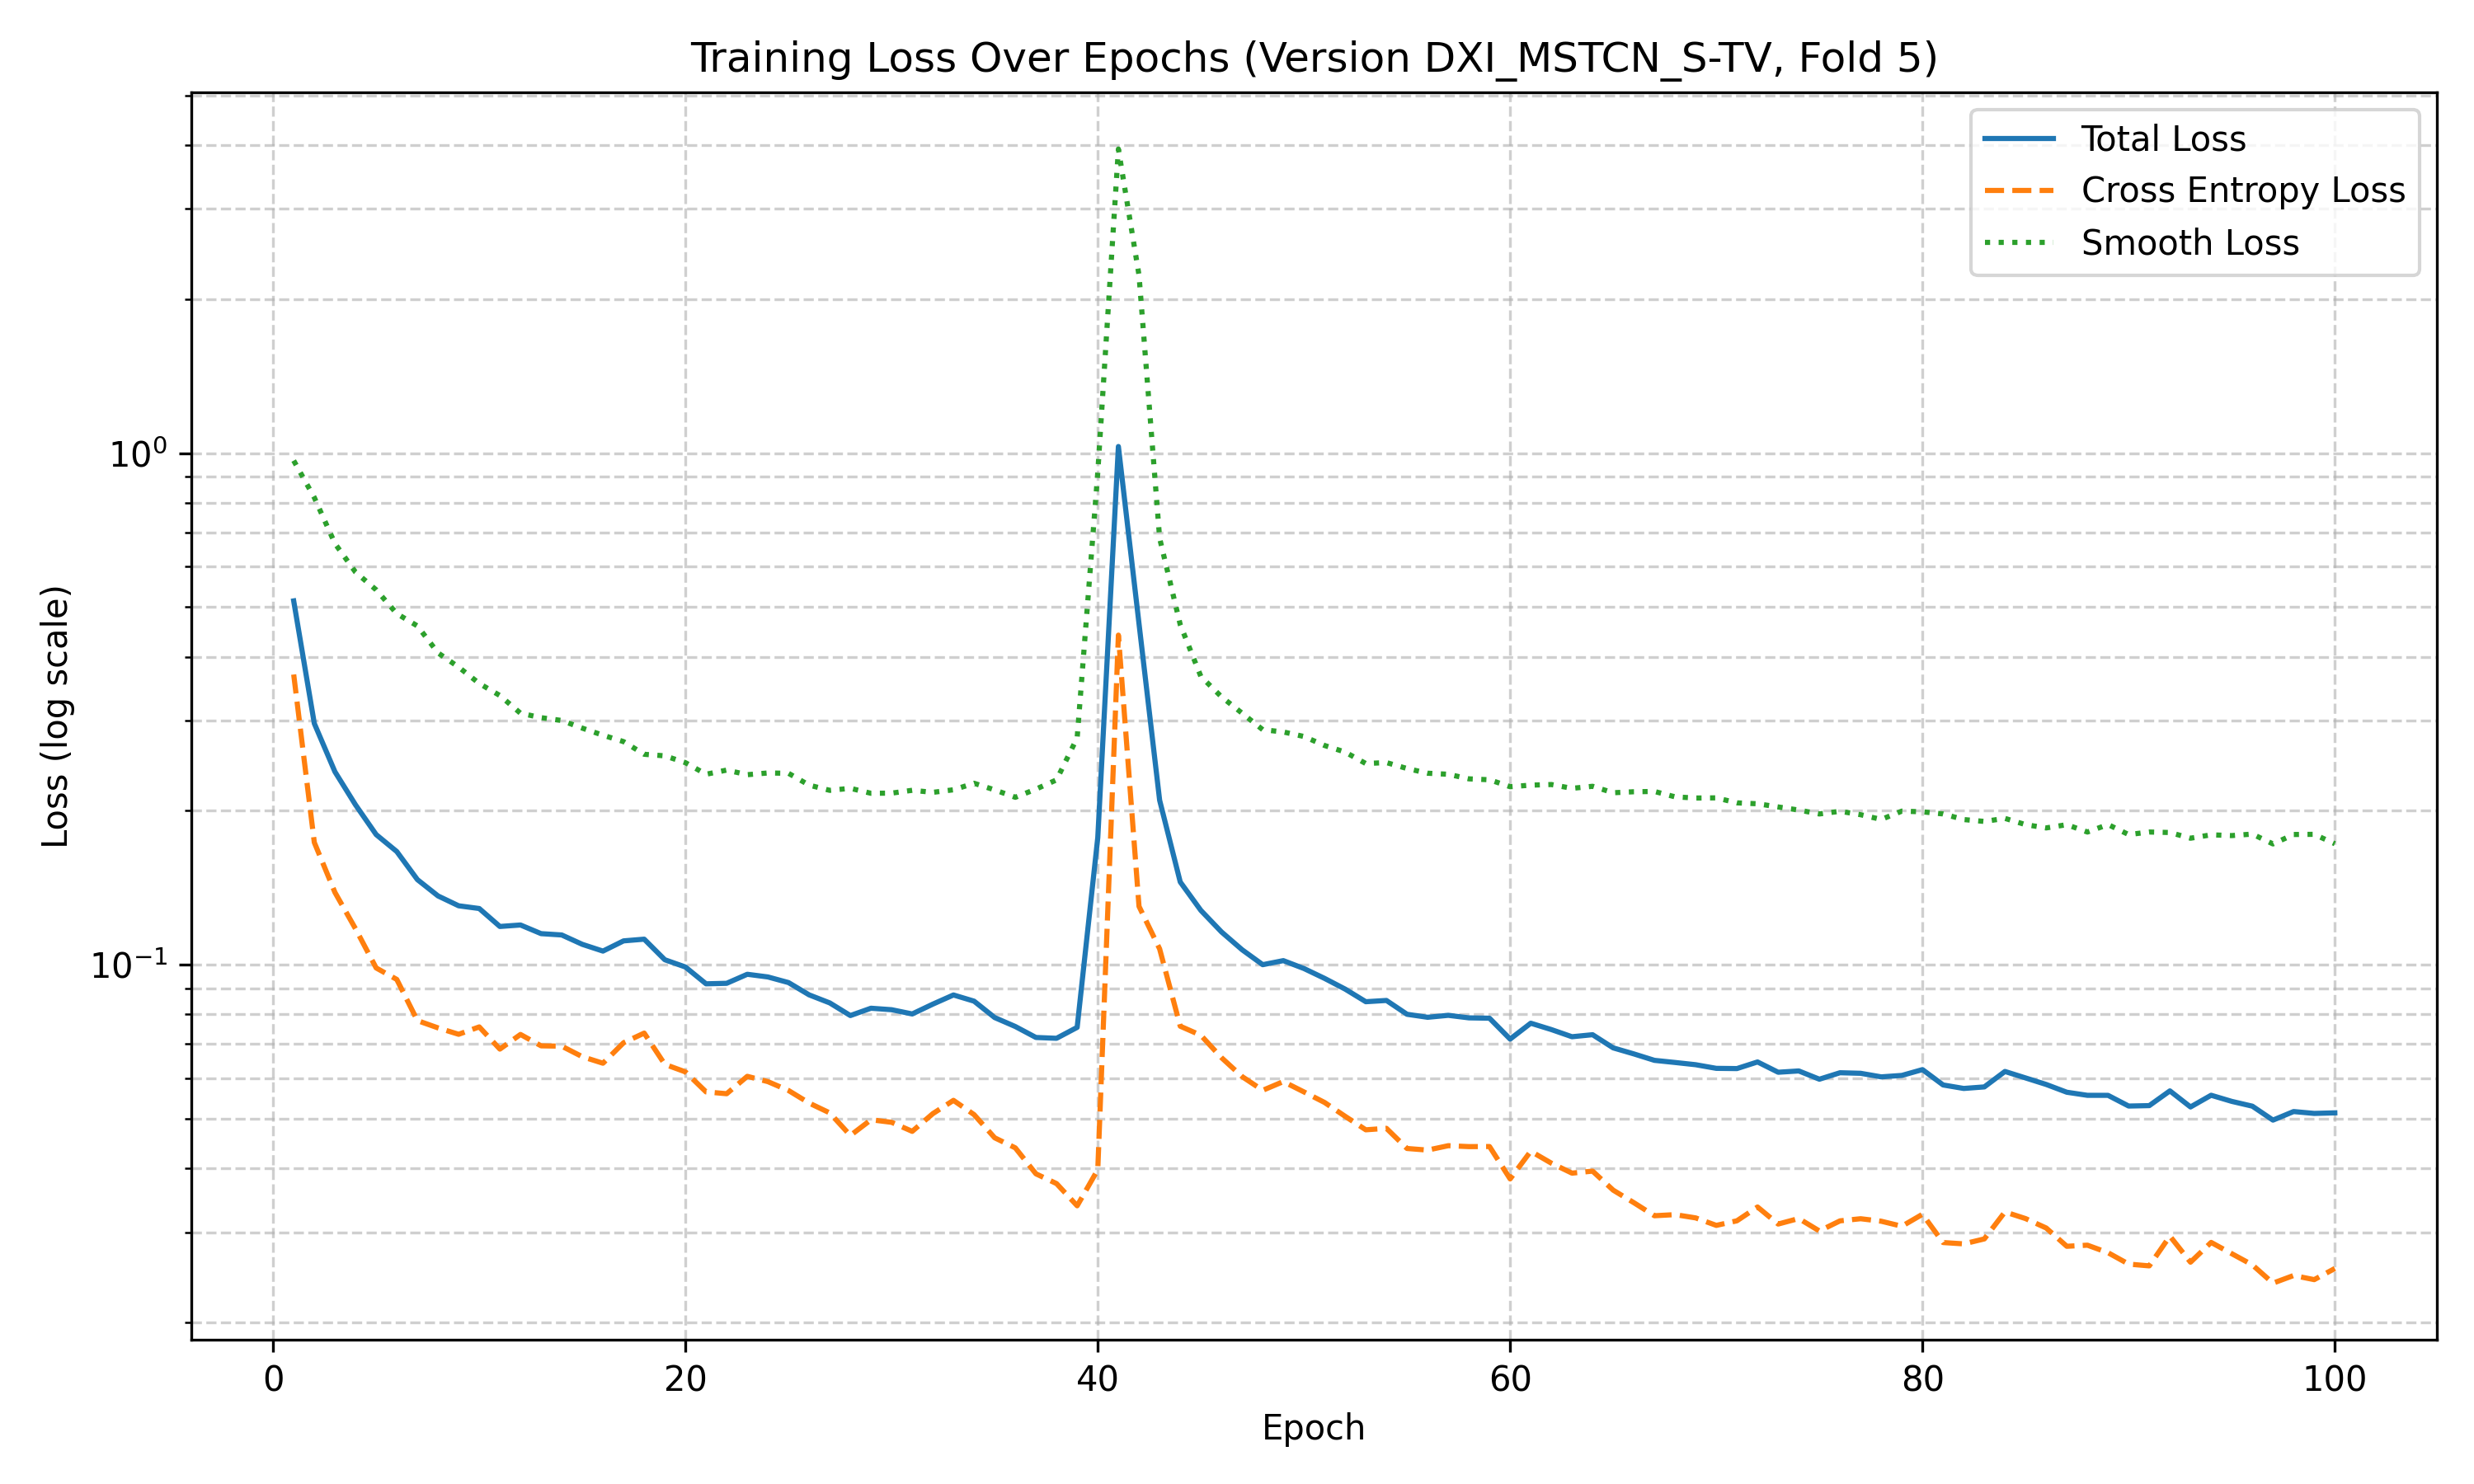 Training Loss Over Epochs (Version DXI_MSTCN_S-TV, Fold 5)
Total Loss
Cross Entropy Loss
Smooth Loss
Loss (log scale)
10⁰
10⁻¹
0 20 40 60 80 100
Epoch